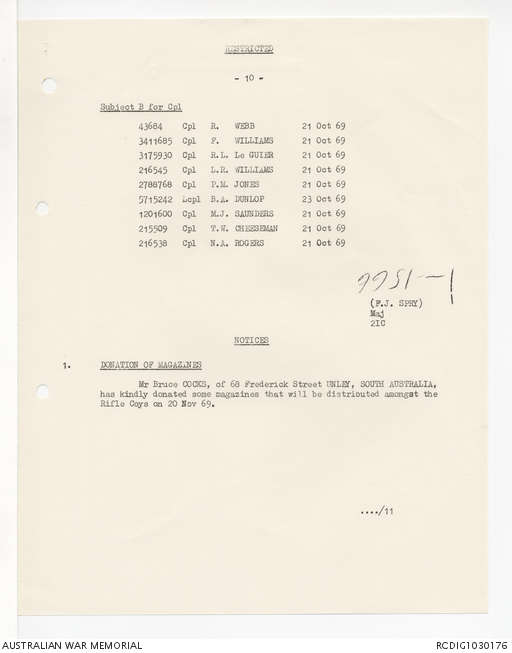 RESTRICTED
- 10 -
Subject B for Cpl
43684 Cpl R. WEBB 21 Oct 69
3411685 Cpl F. WILLIAMS 21 Oct 69
3175930 Cpl R.L. Le GUIER 21 Oct 69
216545 Cpl L.R. WILLIAMS 21 Oct 69
2788768 Cpl P.M. JONES 21 Oct 69
5715242 Lcpl B.A. DUNLOP 23 Oct 69
1201600 Cpl M.J. SAUNDERS 21 Oct 69
215509 Cpl T.W. CHEESEMAN 21 Oct 69
216538 Cpl N.A. ROGERS 21 Oct 69
(F.J. SPRY)
Maj
2IC
NOTICES
1. DONATION OF MAGAZINES
Mr Bruce COCKS, of 68 Frederick Street UNLEY, SOUTH AUSTRALIA,
has kindly donated some magazines that will be distriouted amongst the
Rifle Coys on 20 Nov 69.
..../11
AUSTRALIAN WAR MEMORIAL
RCDIG1030176